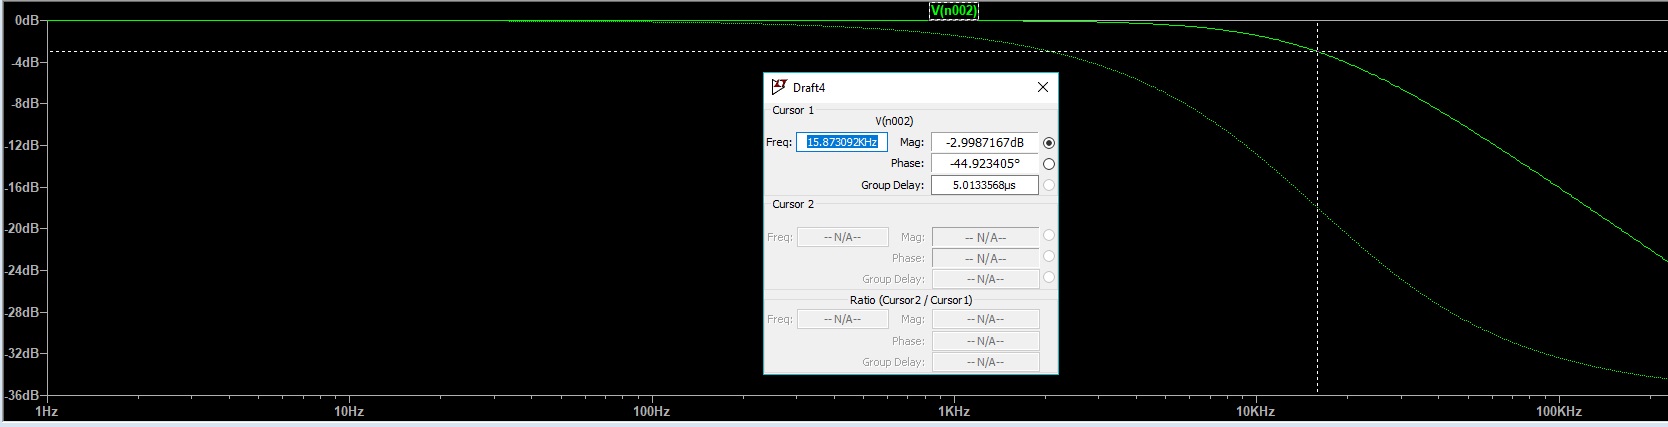 V(n002)
0dB
-4dB
-8dB
-12dB
-16dB
-20dB
-24dB
-28dB
-32dB
-36dB
1Hz 10Hz 100Hz 1KHz 10KHz 100KHz
Draft4
Cursor 1
V(n002)
Freq: 15.873092KHz Mag: -2.9987167dB
Phase: -44.923405°
Group Delay: 5.0133568µs
Cursor 2
Freq: -- N/A-- Mag: -- N/A--
Phase: -- N/A--
Group Delay: -- N/A--
Ratio (Cursor2 / Cursor1)
Freq: -- N/A-- Mag: -- N/A--
Phase: -- N/A--
Group Delay: -- N/A--